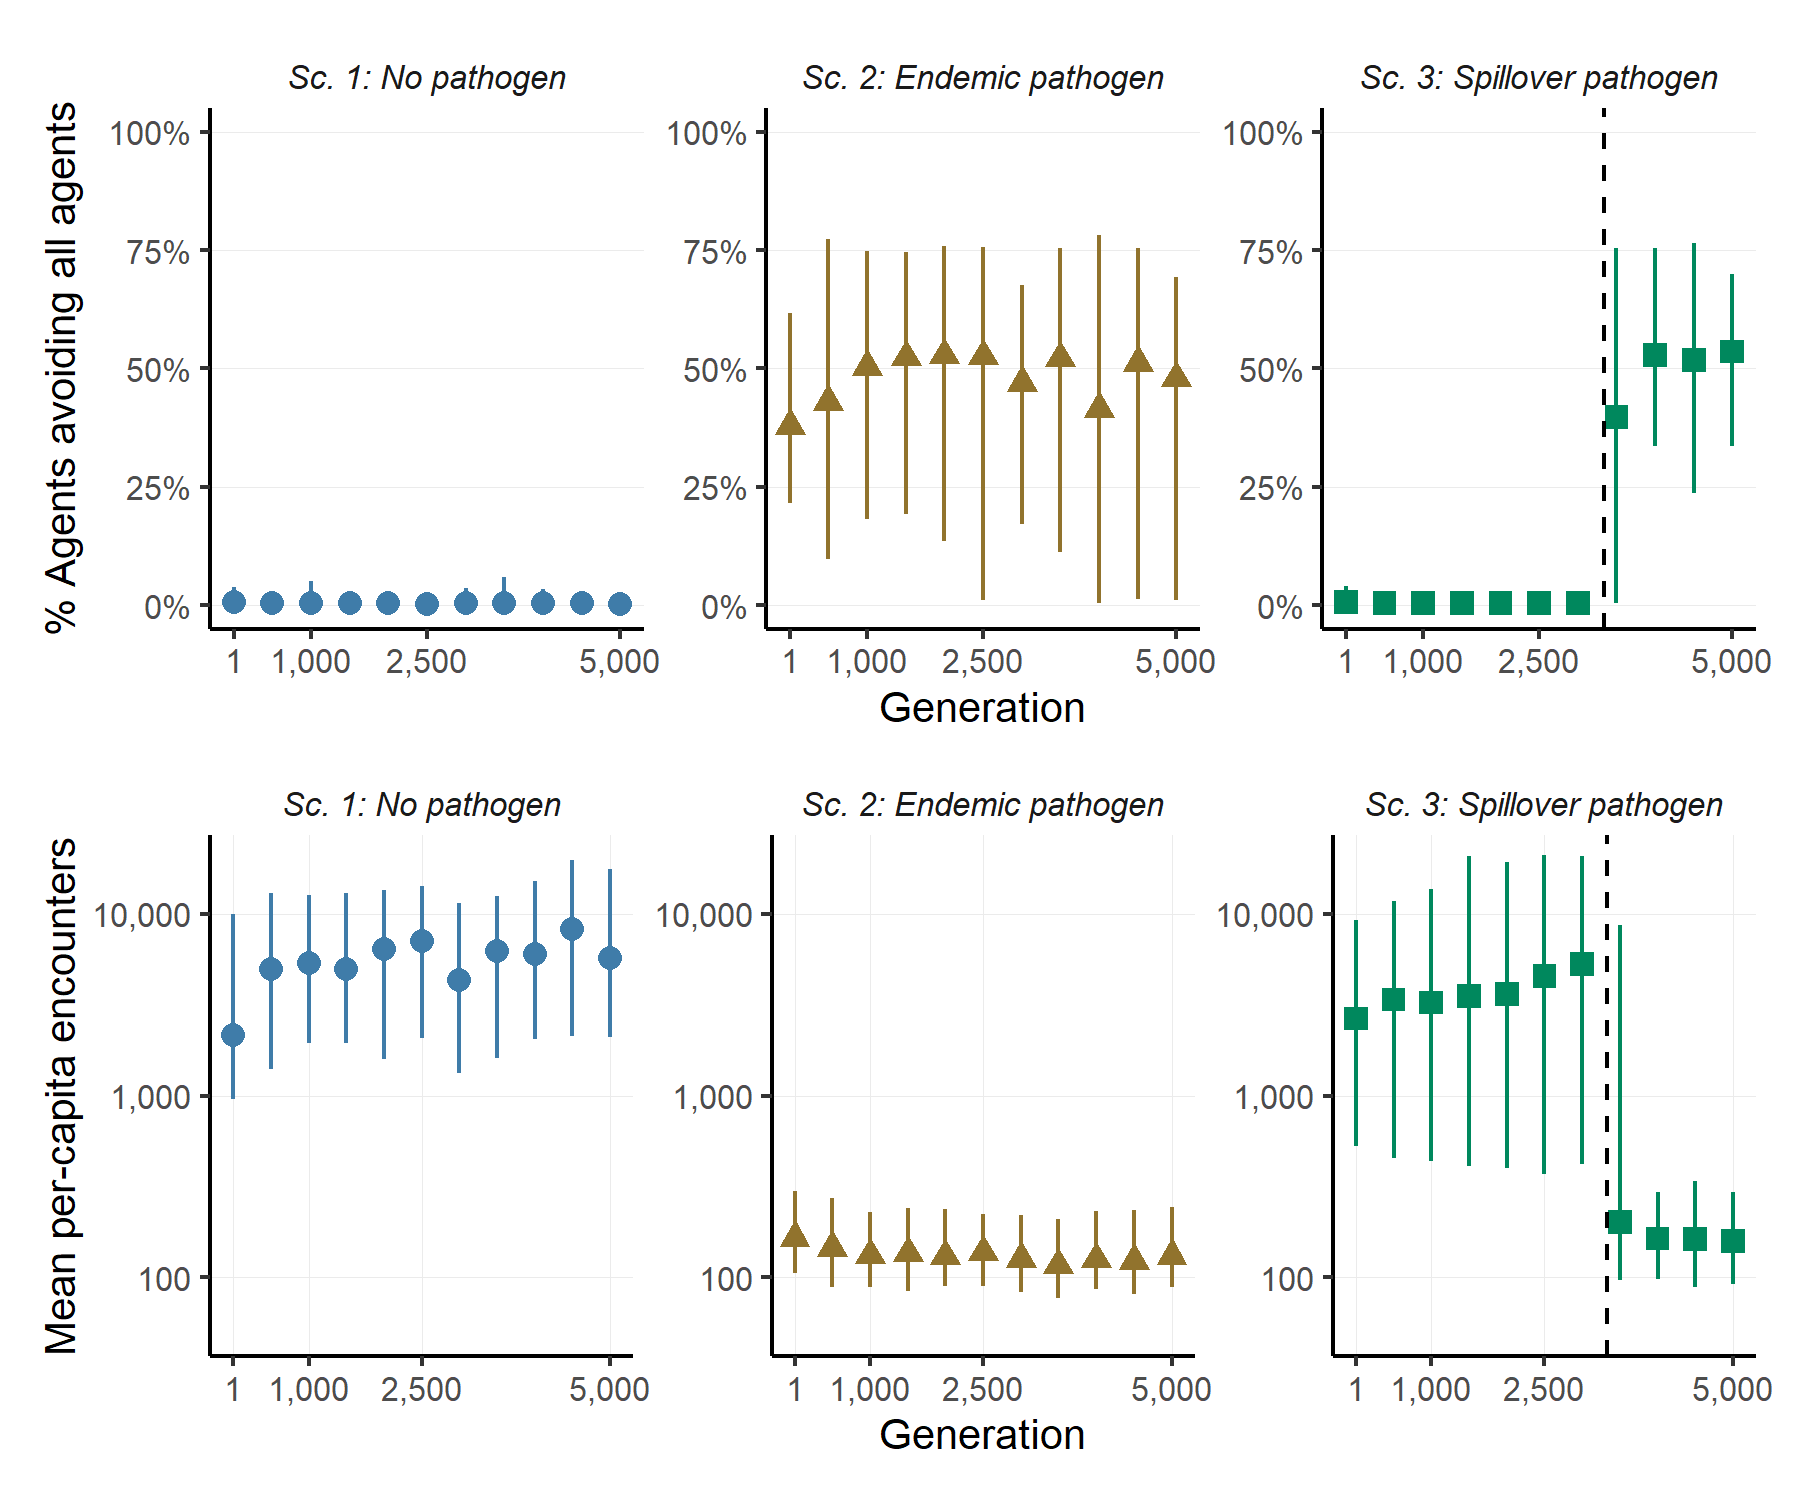 Sc. 1: No pathogen
Sc. 2: Endemic pathogen
Sc. 3: Spillover pathogen
% Agents avoiding all agents
100%
75%
50%
25%
0%
100%
75%
50%
25%
0%
100%
75%
50%
25%
0%
1 1,000 2,500 5,000
1 1,000 2,500 5,000
1 1,000 2,500 5,000
Generation
Sc. 1: No pathogen
Sc. 2: Endemic pathogen
Sc. 3: Spillover pathogen
Mean per-capita encounters
10,000
1,000
100
10,000
1,000
100
10,000
1,000
100
1 1,000 2,500 5,000
1 1,000 2,500 5,000
1 1,000 2,500 5,000
Generation